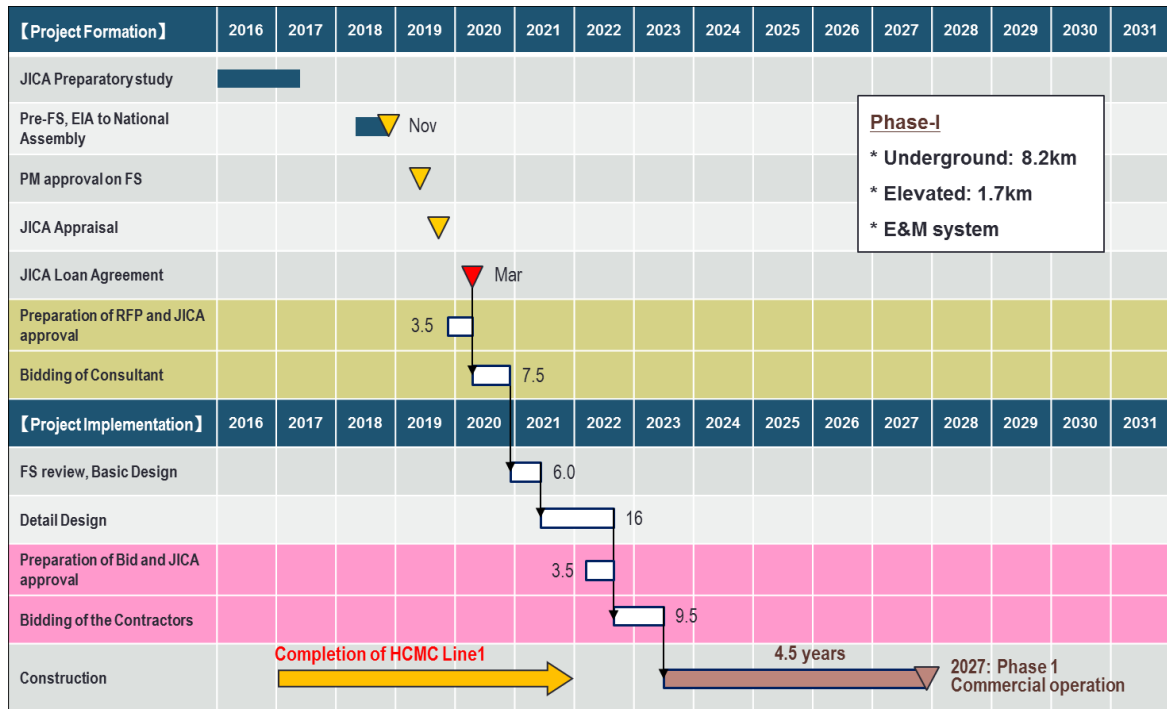 【Project Formation】 2016 2017 2018 2019 2020 2021 2022 2023 2024 2025 2026 2027 2028 2029 2030 2031
JICA Preparatory study
Pre-FS, EIA to National
Assembly
Nov
PM approval on FS
JICA Appraisal
JICA Loan Agreement
Mar
Preparation of RFP and JICA
approval
3.5
Bidding of Consultant
7.5
Phase-I
* Underground: 8.2km
* Elevated: 1.7km
* E&M system
【Project Implementation】 2016 2017 2018 2019 2020 2021 2022 2023 2024 2025 2026 2027 2028 2029 2030 2031
FS review, Basic Design
6.0
Detail Design
16
Preparation of Bid and JICA
approval
3.5
Bidding of the Contractors
9.5
Construction
Completion of HCMC Line1
4.5 years
2027: Phase 1
Commercial operation